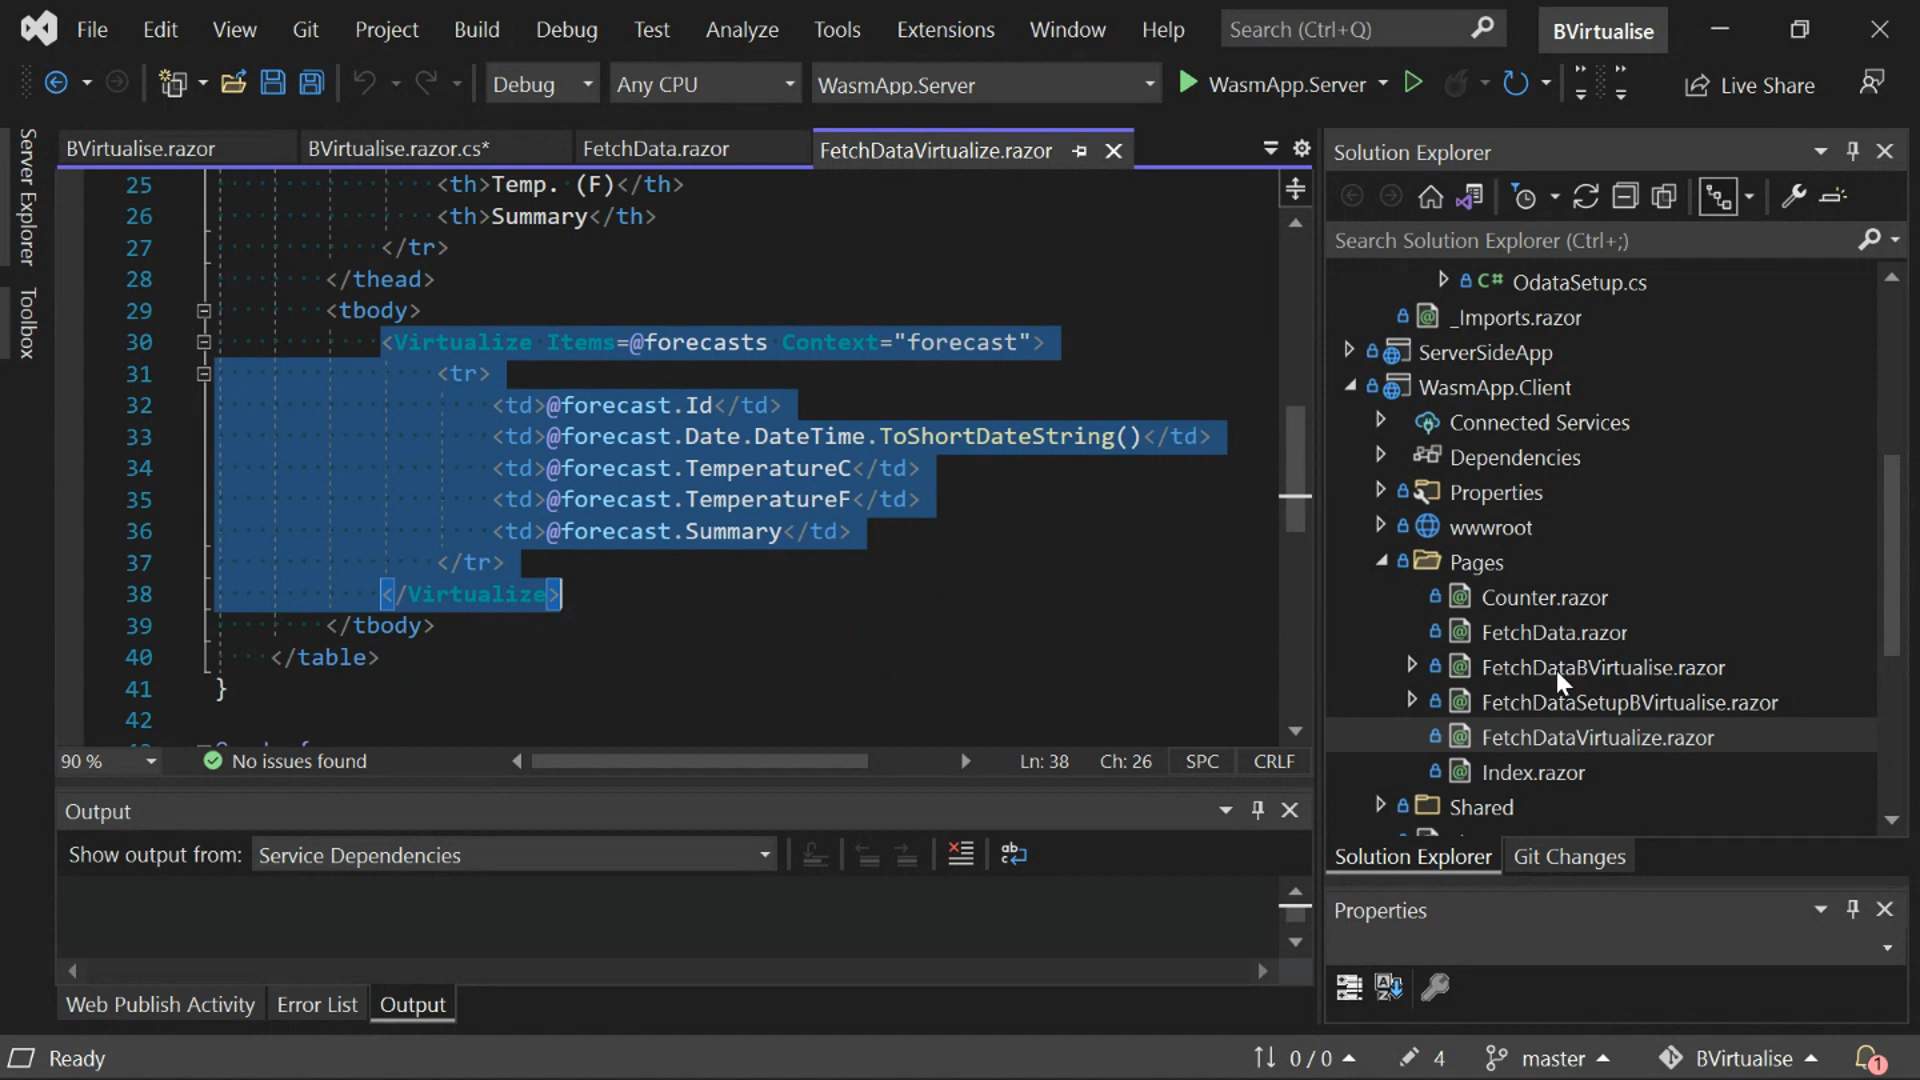 File Edit View Git Project Build Debug Test Analyze Tools Extensions Window Help Search (Ctrl+Q) BVirtualise
Debug Any CPU WasmApp.Server WasmApp.Server Live Share
Server Explorer
Toolbox
BVirtualise.razor BVirtualise.razor.cs* FetchData.razor FetchDataVirtualize.razor
25 <th>Temp. (F)</th>
26 <th>Summary</th>
27 </tr>
28 </thead>
29 <tbody>
30 <Virtualize Items=@forecasts Context="forecast">
31 <tr>
32 <td>@forecast.Id</td>
33 <td>@forecast.Date.DateTime.ToShortDateString()</td>
34 <td>@forecast.TemperatureC</td>
35 <td>@forecast.TemperatureF</td>
36 <td>@forecast.Summary</td>
37 </tr>
38 </Virtualize>
39 </tbody>
40 </table>
41 }
42
90 % No issues found Ln: 38 Ch: 26 SPC CRLF
Output
Show output from: Service Dependencies
Web Publish Activity Error List Output
Solution Explorer
Search Solution Explorer (Ctrl+;)
C# OdataSetup.cs
_Imports.razor
ServerSideApp
WasmApp.Client
Connected Services
Dependencies
Properties
wwwroot
Pages
Counter.razor
FetchData.razor
FetchDataBVirtualise.razor
FetchDataSetupBVirtualise.razor
FetchDataVirtualize.razor
Index.razor
Shared
Solution Explorer Git Changes
Properties
Ready 0 / 0 4 master BVirtualise 1